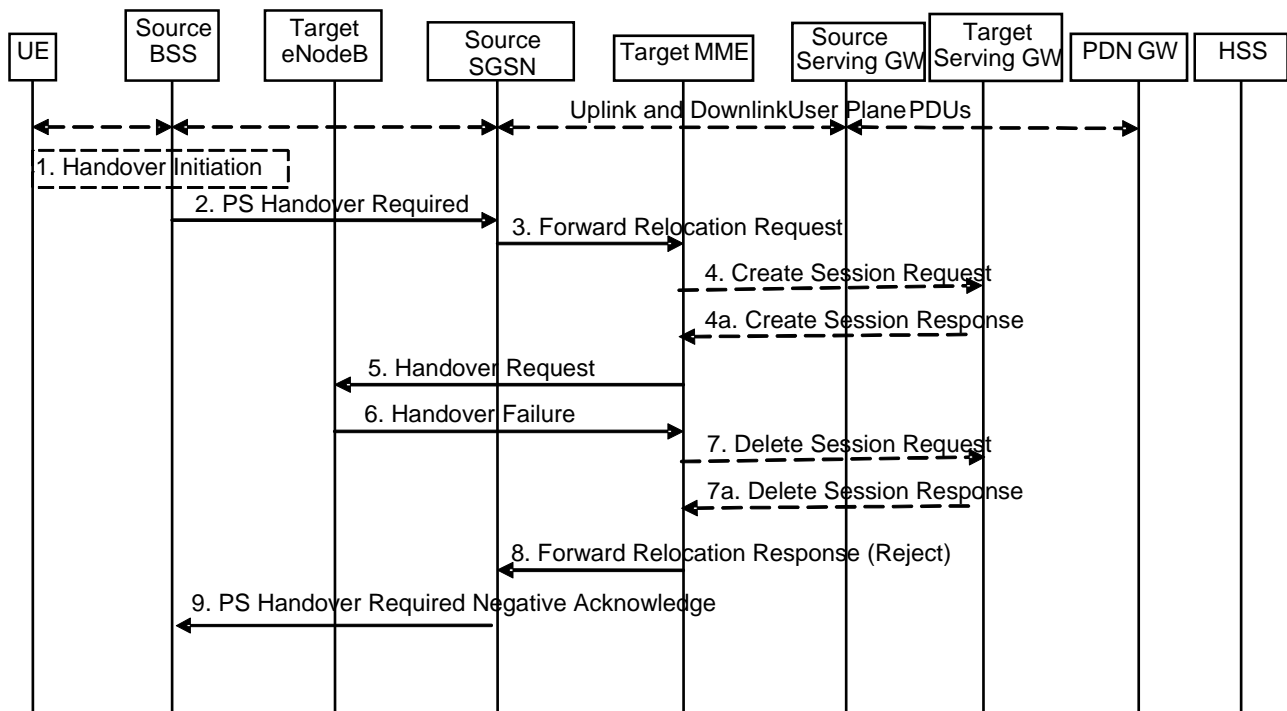 UE
Source
BSS
Target
eNodeB
Source
SGSN
Target MME
Source
Serving GW
Target
Serving GW
PDN GW
HSS
Uplink and DownlinkUser Plane PDUs
1. Handover Initiation
2. PS Handover Required
3. Forward Relocation Request
4. Create Session Request
4a. Create Session Response
5. Handover Request
6. Handover Failure
7. Delete Session Request
7a. Delete Session Response
8. Forward Relocation Response (Reject)
9. PS Handover Required Negative Acknowledge